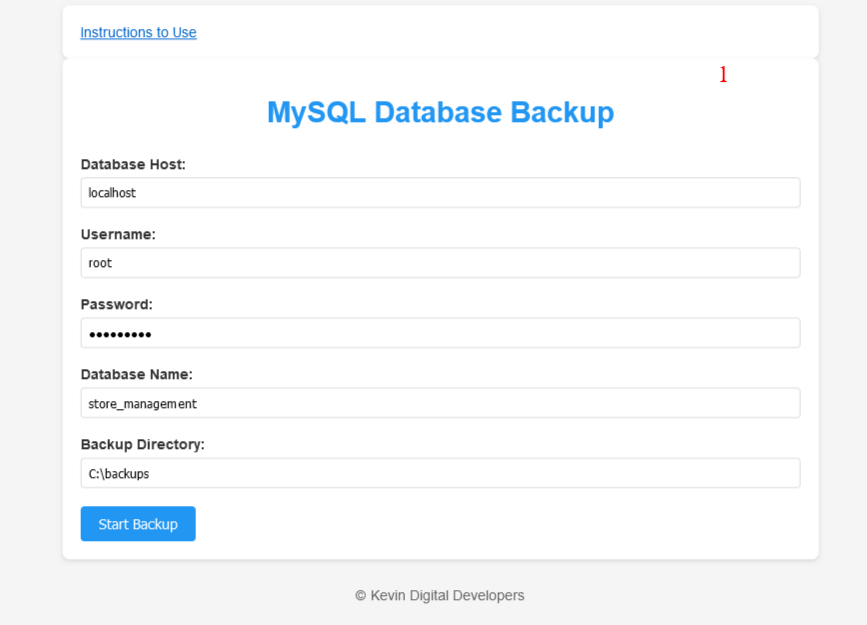 Instructions to Use
1
MySQL Database Backup
Database Host:
localhost
Username:
root
Password:
•••••••••
Database Name:
store_management
Backup Directory:
C:\backups
Start Backup
© Kevin Digital Developers